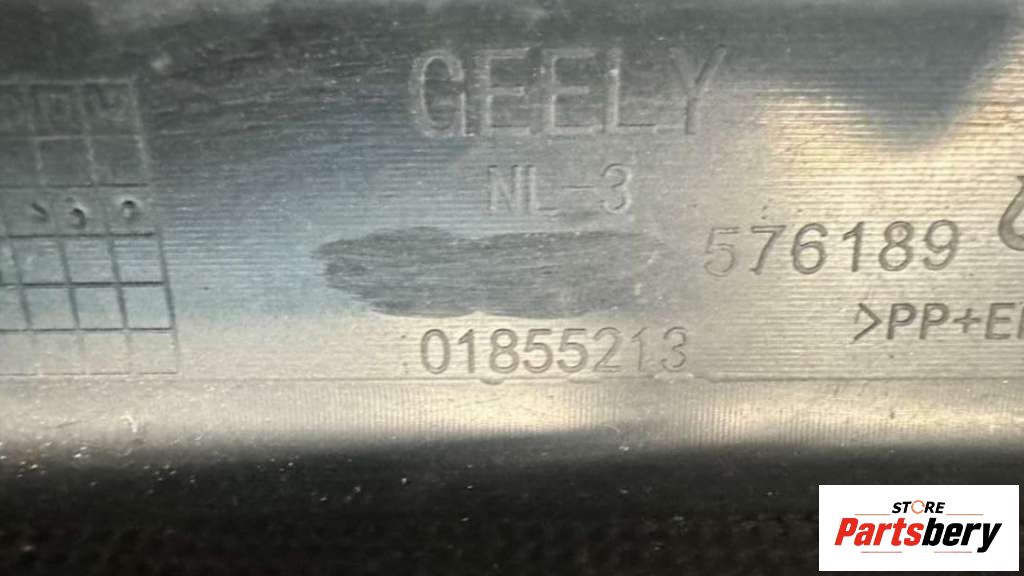 GEELY
NL-3
576189
01855213
>PP+E
STORE
Partsbery